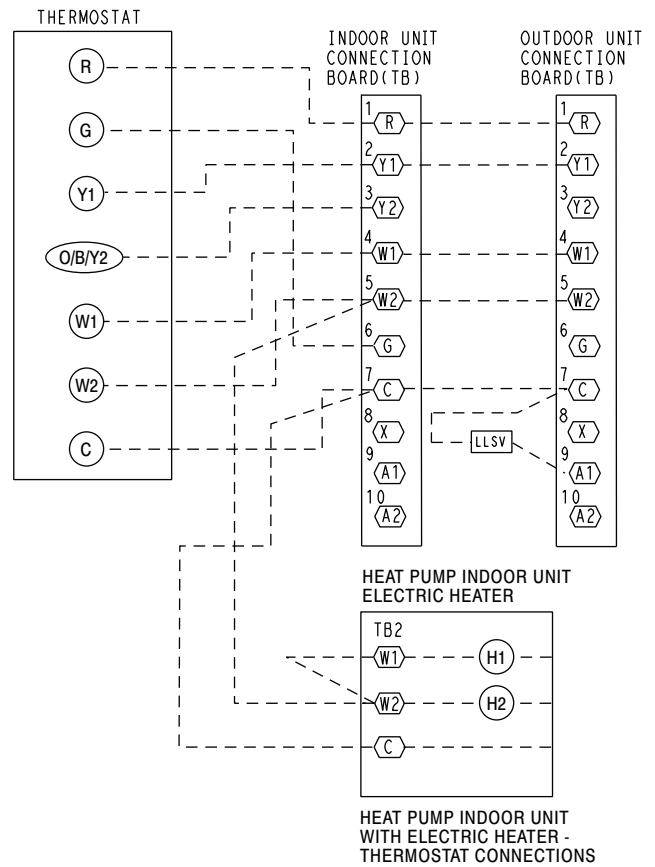 THERMOSTAT
R
G
Y1
O/B/Y2
W1
W2
C
INDOOR UNIT
CONNECTION
BOARD(TB)
1
R
2
Y1
3
Y2
4
W1
5
W2
6
G
7
C
8
X
9
A1
10
A2
OUTDOOR UNIT
CONNECTION
BOARD(TB)
1
R
2
Y1
3
Y2
4
W1
5
W2
6
G
7
C
8
X
9
A1
10
A2
LLSV
HEAT PUMP INDOOR UNIT
ELECTRIC HEATER
TB2
W1
H1
W2
H2
C
HEAT PUMP INDOOR UNIT
WITH ELECTRIC HEATER -
THERMOSTAT CONNECTIONS